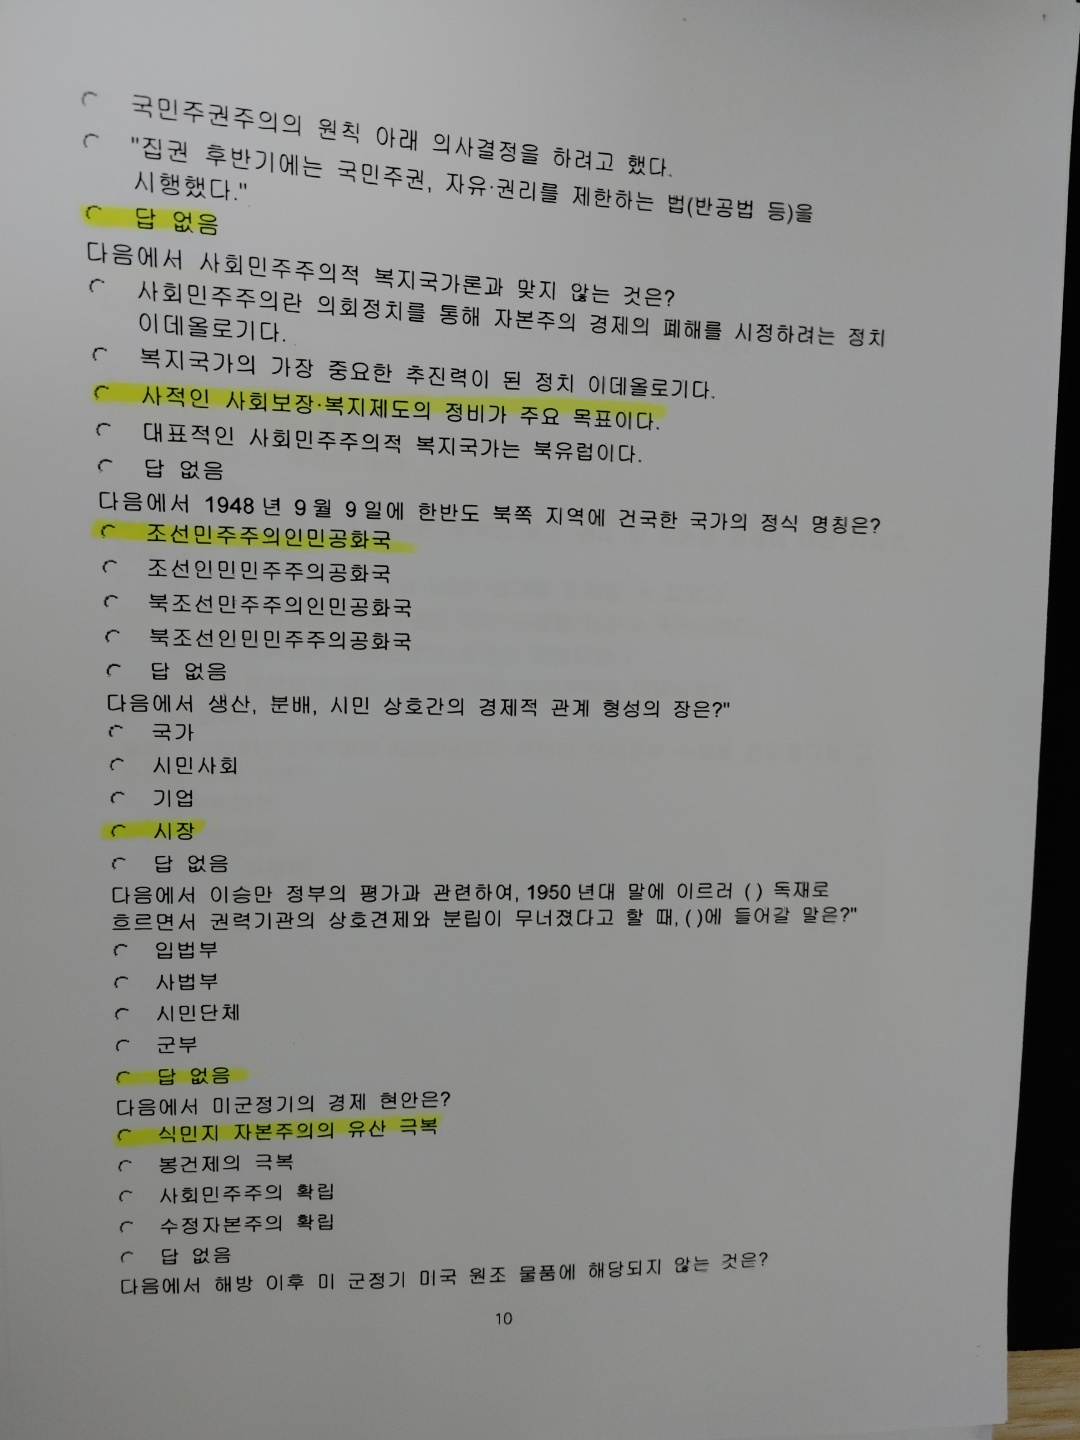 국민주권주의의 원칙 아래 의사결정을 하려고 했다.
"집권 후반기에는 국민주권, 자유·권리를 제한하는 법(반공법 등)을
시행했다."
답 없음
다음에서 사회민주주의적 복지국가론과 맞지 않는 것은?
사회민주주의란 의회정치를 통해 자본주의 경제의 폐해를 시정하려는 정치
이데올로기다.
복지국가의 가장 중요한 추진력이 된 정치 이데올로기다.
사적인 사회보장·복지제도의 정비가 주요 목표이다.
대표적인 사회민주주의적 복지국가는 북유럽이다.
답 없음
다음에서 1948년 9월 9일에 한반도 북쪽 지역에 건국한 국가의 정식 명칭은?
조선민주주의인민공화국
조선인민민주주의공화국
북조선민주주의인민공화국
북조선인민민주주의공화국
답 없음
다음에서 생산, 분배, 시민 상호간의 경제적 관계 형성의 장은?"
국가
시민사회
기업
시장
답 없음
다음에서 이승만 정부의 평가과 관련하여, 1950년대 말에 이르러 ( ) 독재로
흐르면서 권력기관의 상호견제와 분립이 무너졌다고 할 때, ( )에 들어갈 말은?"
입법부
사법부
시민단체
군부
답 없음
다음에서 미군정기의 경제 현안은?
식민지 자본주의의 유산 극복
봉건제의 극복
사회민주주의 확립
수정자본주의 확립
답 없음
다음에서 해방 이후 미 군정기 미국 원조 물품에 해당되지 않는 것은?
10